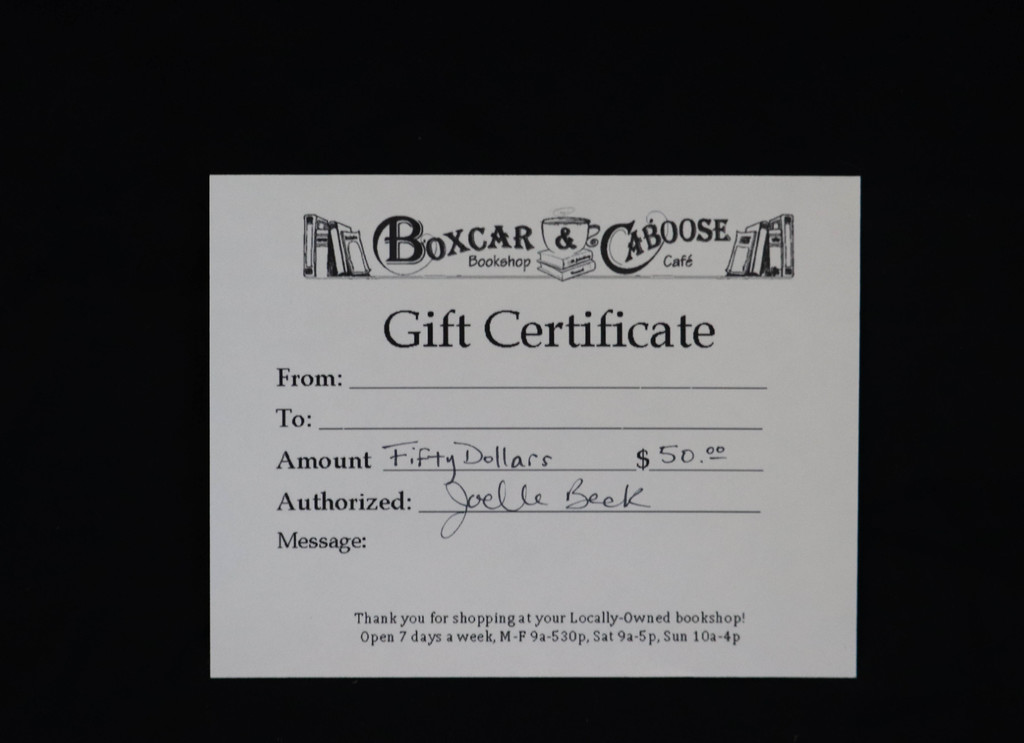 BOXCAR & CABOOSE
Bookshop Café
Gift Certificate
From:
To:
Amount Fifty Dollars $ 50.00
Authorized: Joelle Beck
Message:
Thank you for shopping at your Locally-Owned bookshop!
Open 7 days a week, M-F 9a-530p, Sat 9a-5p, Sun 10a-4p